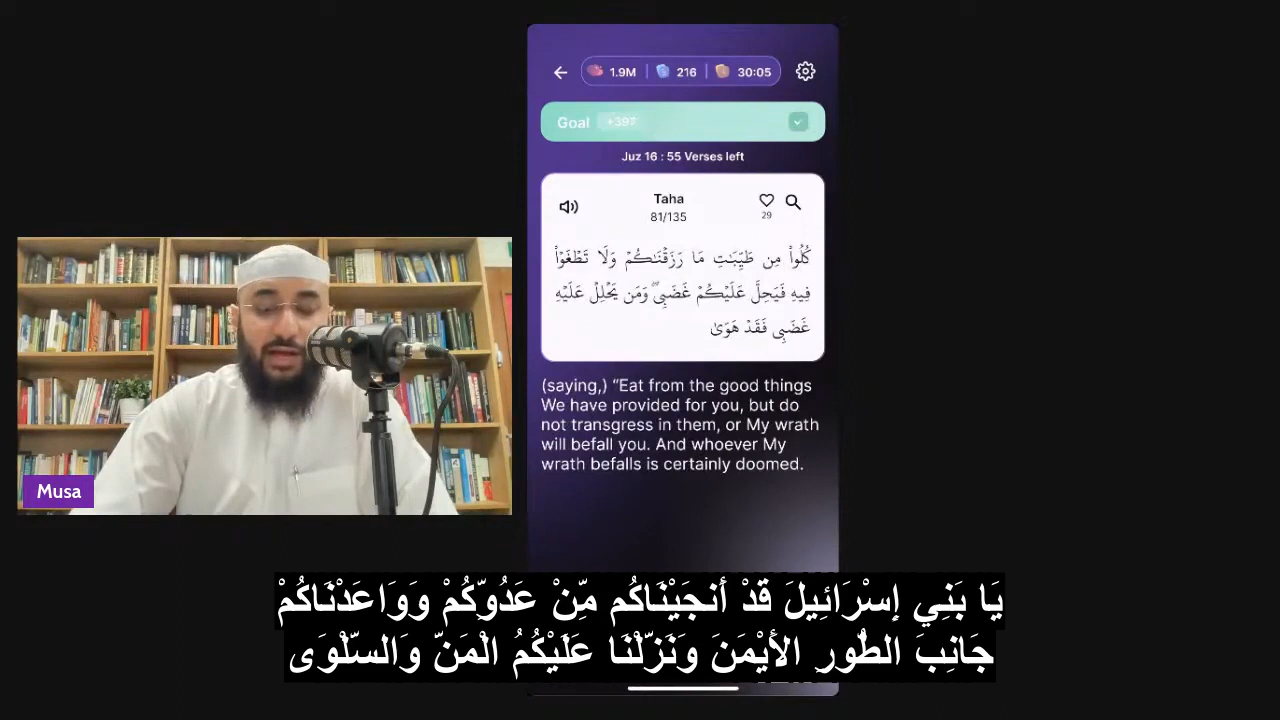 1.9M
216
30:05
Goal +397
Juz 16 : 55 Verses left
Taha
81/135
29
كُلُوا۟ مِن طَيِّبَـٰتِ مَا رَزَقْنَـٰكُمْ وَلَا تَطْغَوْا۟
فِيهِ فَيَحِلَّ عَلَيْكُمْ غَضَبِى ۖ وَمَن يَحْلِلْ عَلَيْهِ
غَضَبِى فَقَدْ هَوَىٰ
(saying,) “Eat from the good things
We have provided for you, but do
not transgress in them, or My wrath
will befall you. And whoever My
wrath befalls is certainly doomed.
Musa
يَا بَنِي إِسْرَائِيلَ قَدْ أَنجَيْنَاكُم مِّنْ عَدُوِّكُمْ وَوَاعَدْنَاكُمْ
جَانِبَ الطُّورِ الأَيْمَنَ وَنَزَّلْنَا عَلَيْكُمُ الْمَنَّ وَالسَّلْوَى